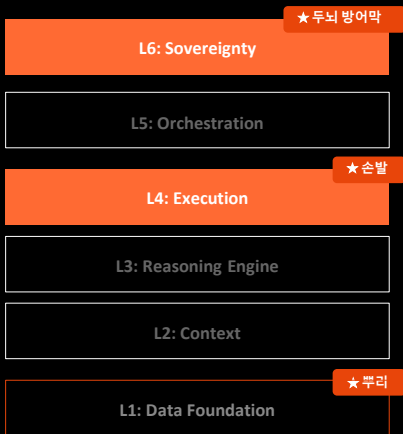 ★두뇌 방어막
L6: Sovereignty
L5: Orchestration
★손발
L4: Execution
L3: Reasoning Engine
L2: Context
★뿌리
L1: Data Foundation